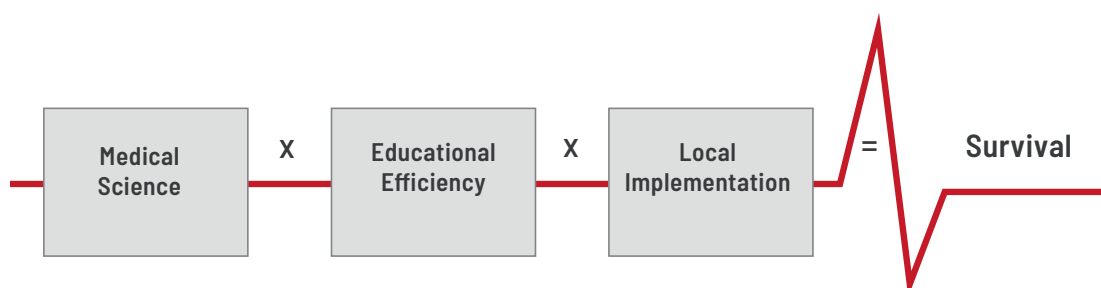 Medical
Science
X
Educational
Efficiency
X
Local
Implementation
=
Survival